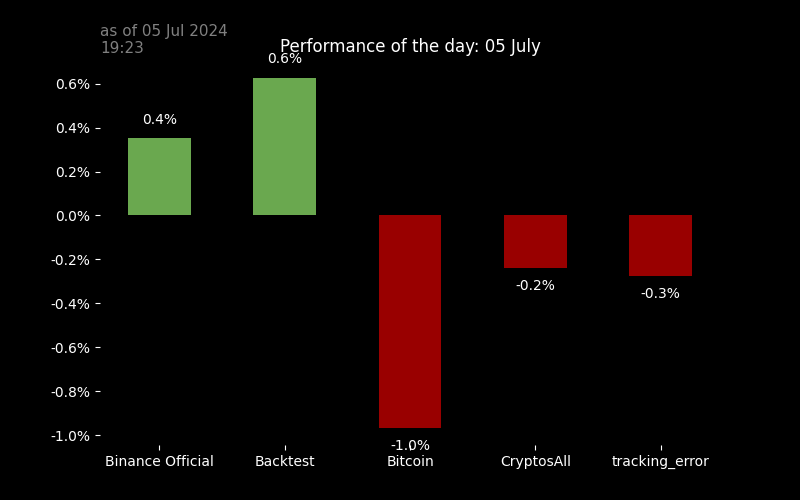 as of 05 Jul 2024
19:23
Performance of the day: 05 July
0.6%
0.6%
0.4%
0.4%
0.2%
0.0%
-0.2%
-0.2%
-0.3%
-0.4%
-0.6%
-0.8%
-1.0%
-1.0%
Binance Official
Backtest
Bitcoin
CryptosAll
tracking_error